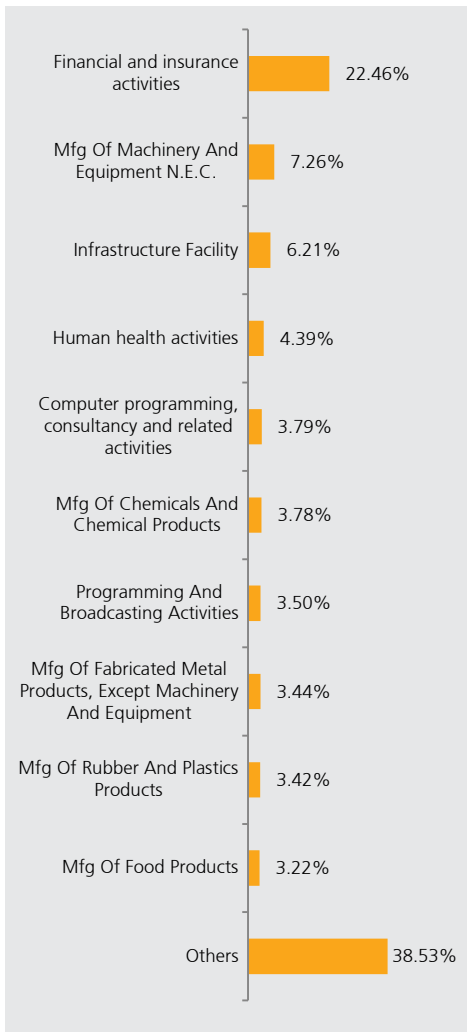 Financial and insurance
activities
22.46%
Mfg Of Machinery And
Equipment N.E.C.
7.26%
Infrastructure Facility
6.21%
Human health activities
4.39%
Computer programming,
consultancy and related
activities
3.79%
Mfg Of Chemicals And
Chemical Products
3.78%
Programming And
Broadcasting Activities
3.50%
Mfg Of Fabricated Metal
Products, Except Machinery
And Equipment
3.44%
Mfg Of Rubber And Plastics
Products
3.42%
Mfg Of Food Products
3.22%
Others
38.53%